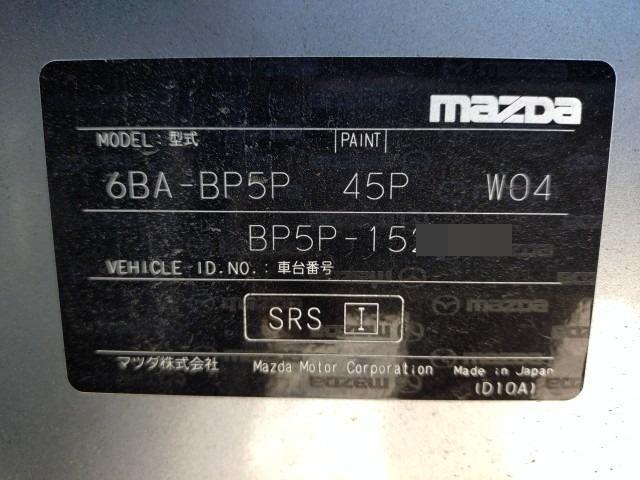 mazda
MODEL : 型式 PAINT
6BA-BP5P 45P W04
BP5P-152
VEHICLE ID.NO.: 車台番号
SRS I
マツダ株式会社 Mazda Motor Corporation Made in Japan
(D10A)